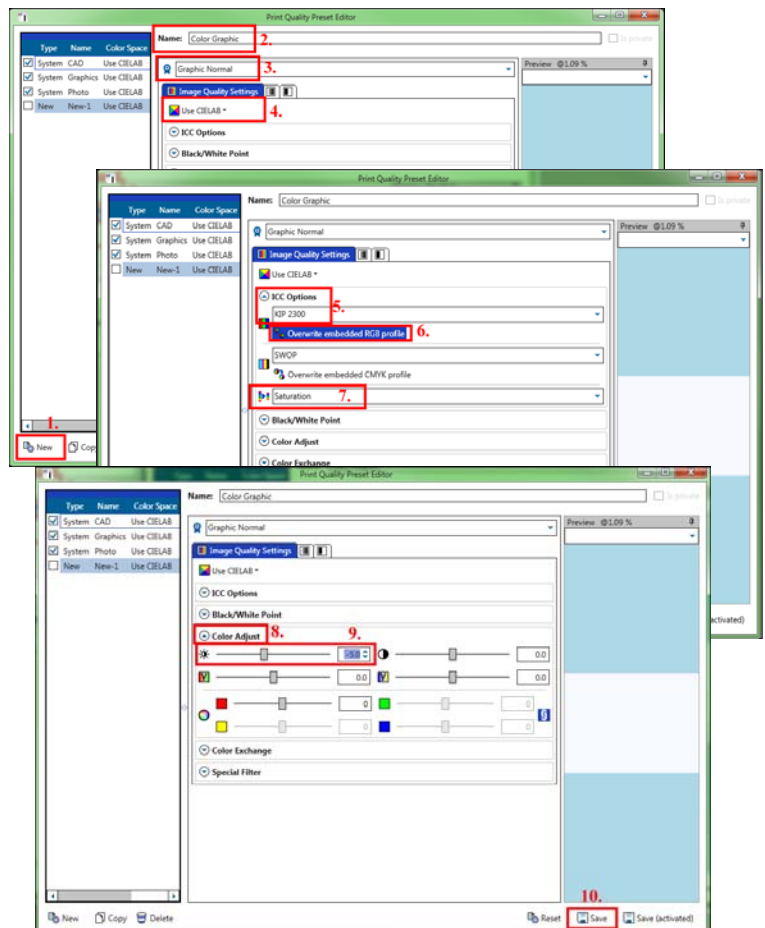 Print Quality Preset Editor
Name: Color Graphic 2. Is private
Type Name Color Space
System CAD Use CIELAB
System Graphics Use CIELAB
System Photo Use CIELAB
New New-1 Use CIELAB
Graphic Normal 3.
Image Quality Settings
Use CIELAB 4.
ICC Options
Black/White Point
Preview @1.09 %
1.
New Copy
Print Quality Preset Editor
Name: Color Graphic Is private
Type Name Color Space
System CAD Use CIELAB
System Graphics Use CIELAB
System Photo Use CIELAB
New New-1 Use CIELAB
Graphic Normal
Image Quality Settings
Use CIELAB
ICC Options 5.
KIP 2300
Overwrite embedded RGB profile 6.
SWOP
Overwrite embedded CMYK profile
Saturation 7.
Black/White Point
Color Adjust
Color Exchange
Preview @1.09 %
activated)
Print Quality Preset Editor
Name: Color Graphic Is private
Type Name Color Space
System CAD Use CIELAB
System Graphics Use CIELAB
System Photo Use CIELAB
New New-1 Use CIELAB
Graphic Normal
Image Quality Settings
Use CIELAB
ICC Options
Black/White Point
Color Adjust 8. 9.
-5.0 0.0
0.0 0.0
0 0
0 0
Color Exchange
Special Filter
Preview @1.09 %
10.
New Copy Delete Reset Save Save (activated)